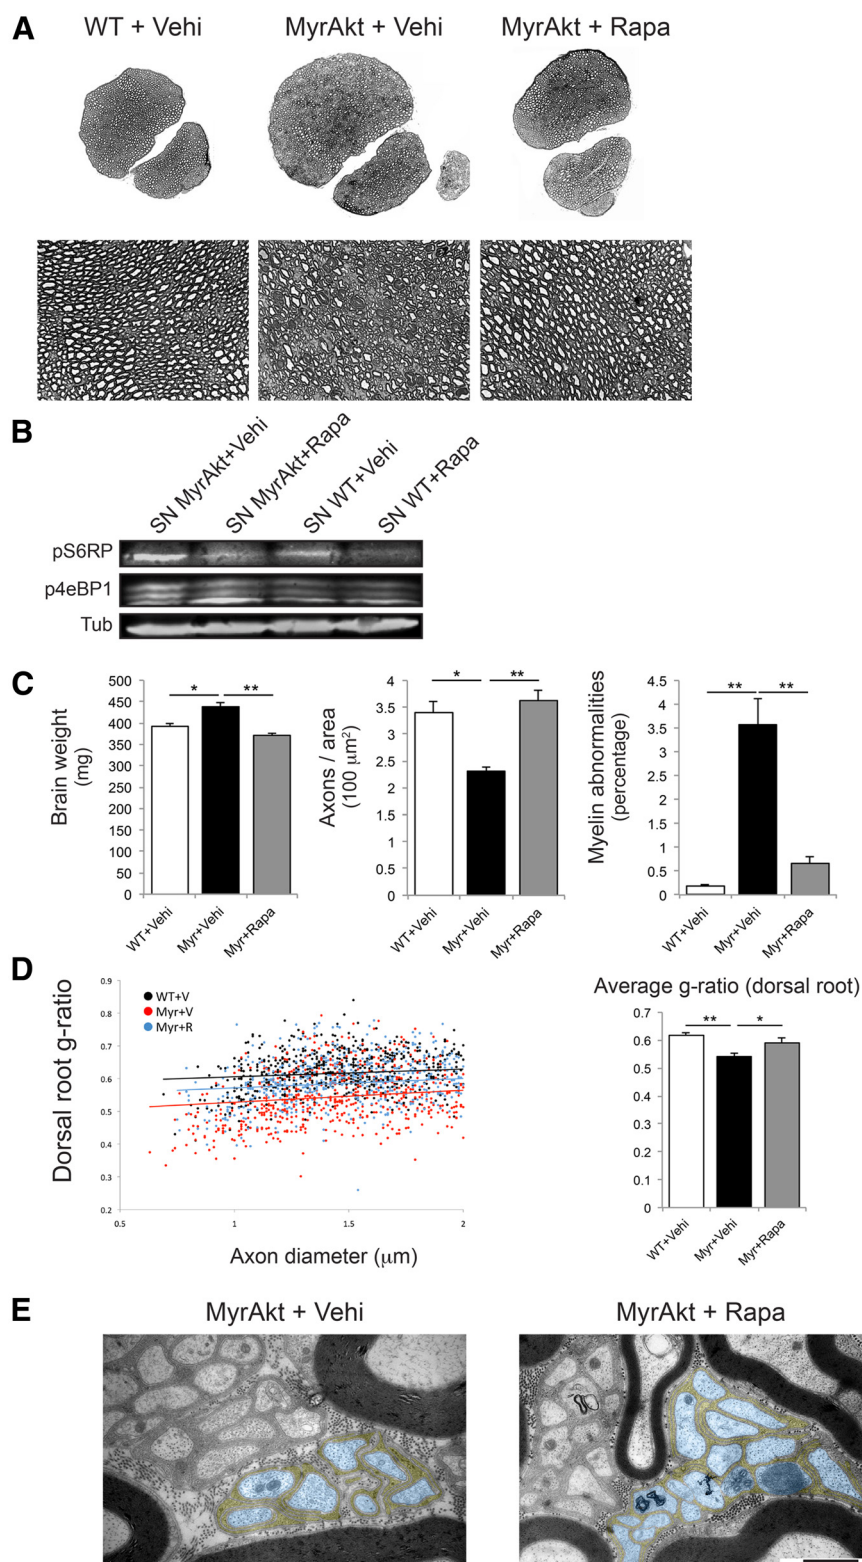 A
WT + Vehi
MyrAkt + Vehi
MyrAkt + Rapa
B
SN MyrAkt+Vehi
SN MyrAkt+Rapa
SN WT+Vehi
SN WT+Rapa
pS6RP
p4eBP1
Tub
C
Brain weight
(mg)
500
450
400
350
300
250
200
150
100
50
0
*
**
WT+Vehi
Myr+Vehi
Myr+Rapa
Axons / area
(100 µm²)
4
3.5
3
2.5
2
1.5
1
0.5
0
*
**
WT+Vehi
Myr+Vehi
Myr+Rapa
Myelin abnormalities
(percentage)
4.5
4
3.5
3
2.5
2
1.5
1
0.5
0
**
**
WT+Vehi
Myr+Vehi
Myr+Rapa
D
Dorsal root g-ratio
0.9
0.8
0.7
0.6
0.5
0.4
0.3
0.2
WT+V
Myr+V
Myr+R
0.5
1
1.5
2
Axon diameter (µm)
Average g-ratio (dorsal root)
0.7
0.6
0.5
0.4
0.3
0.2
0.1
0
**
*
WT+Vehi
Myr+Vehi
Myr+Rapa
E
MyrAkt + Vehi
MyrAkt + Rapa